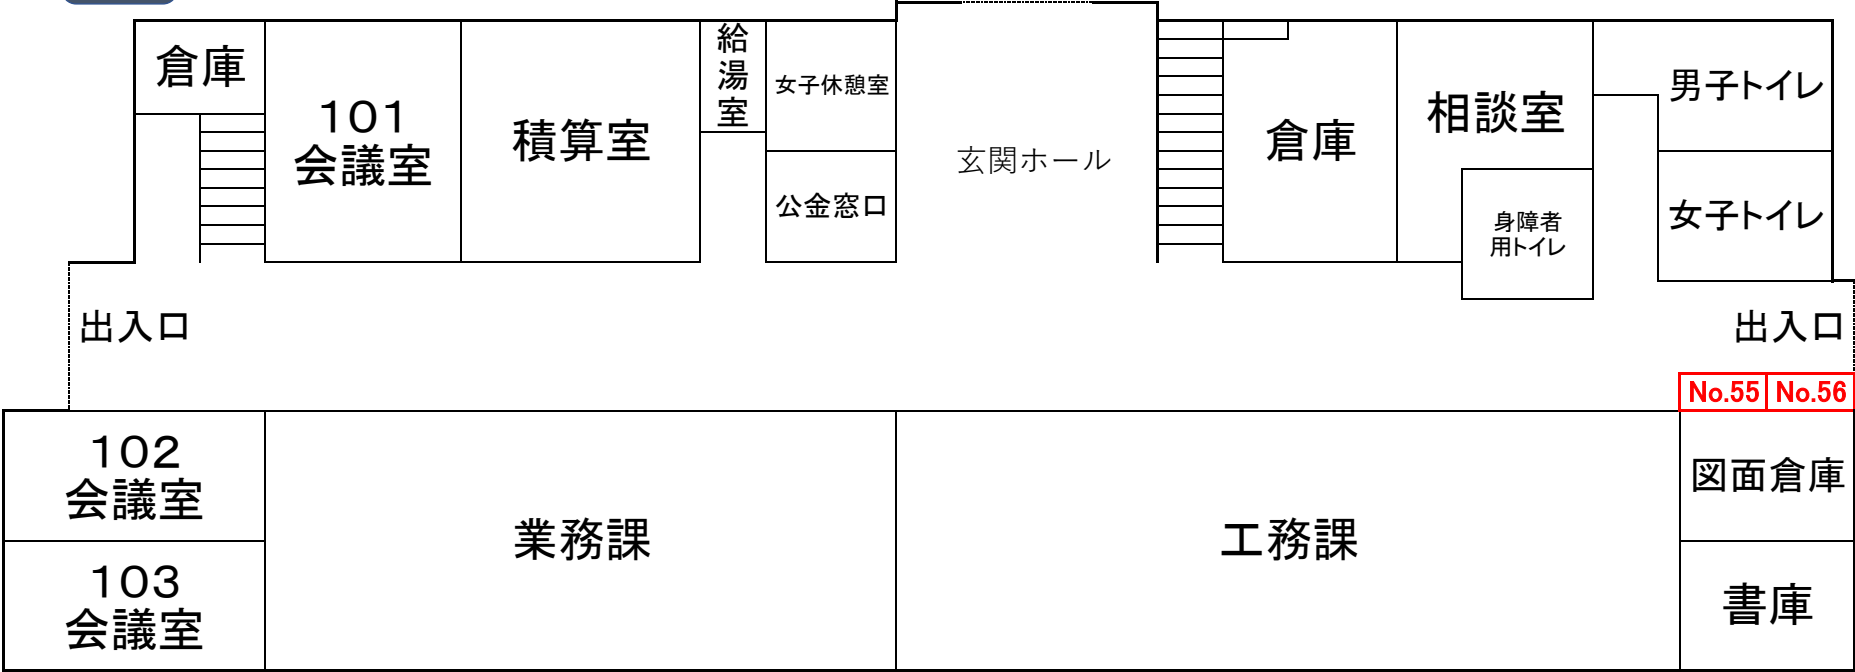 倉庫
101
会議室
積算室
給湯室
女子休憩室
公金窓口
玄関ホール
倉庫
相談室
身障者
用トイレ
男子トイレ
女子トイレ
出入口
出入口
No.55
No.56
102
会議室
103
会議室
業務課
工務課
図面倉庫
書庫